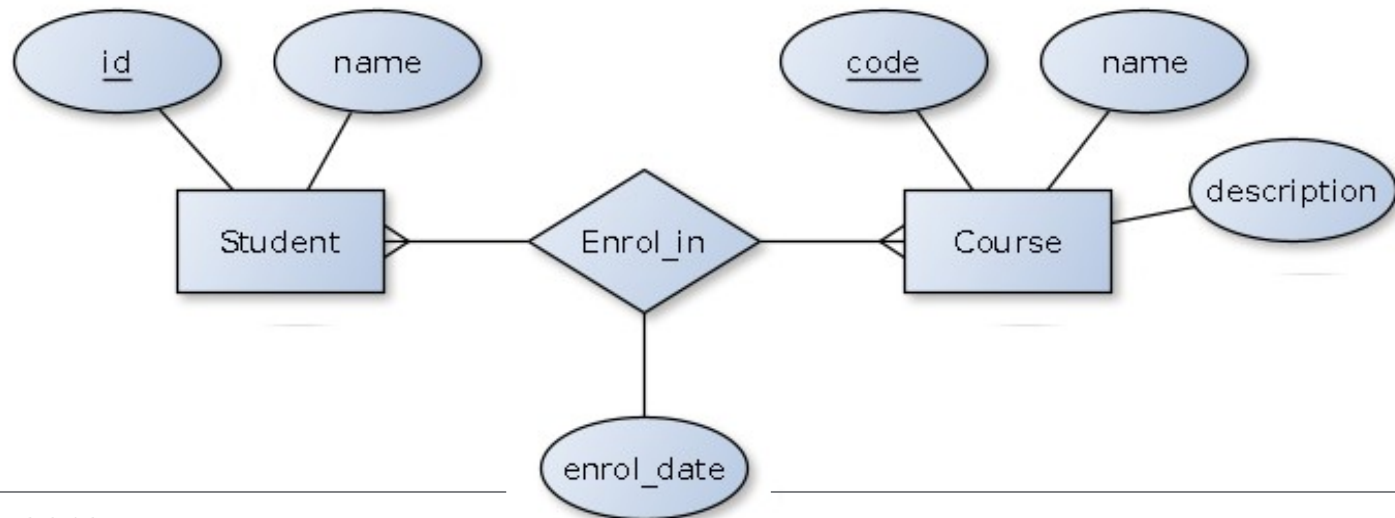 id
name
code
name
description
Student
Enrol_in
Course
enrol_date